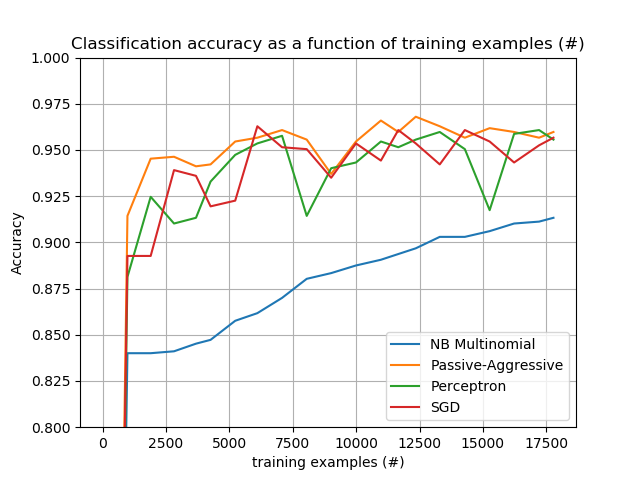 Classification accuracy as a function of training examples (#)
1.000
0.975
0.950
0.925
0.900
0.875
0.850
0.825
0.800
Accuracy
NB Multinomial
Passive-Aggressive
Perceptron
SGD
0 2500 5000 7500 10000 12500 15000 17500
training examples (#)